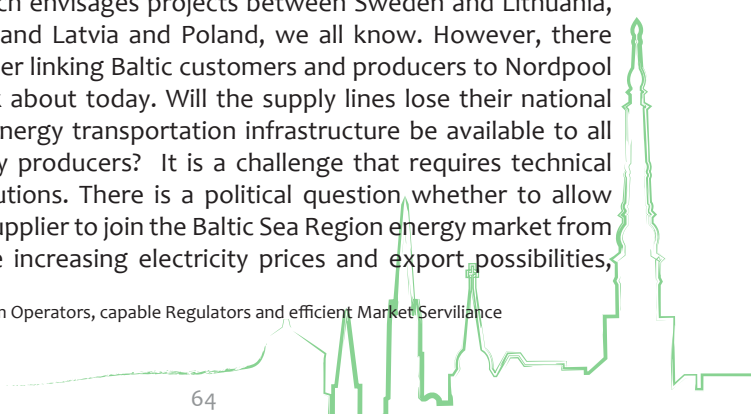 ch envisages projects between Sweden and Lithuania,
and Latvia and Poland, we all know. However, there
er linking Baltic customers and producers to Nordpool
about today. Will the supply lines lose their national
energy transportation infrastructure be available to all
y producers? It is a challenge that requires technical
utions. There is a political question whether to allow
upplier to join the Baltic Sea Region energy market from
e increasing electricity prices and export possibilities,
n Operators, capable Regulators and efficient Market Serviliance
64